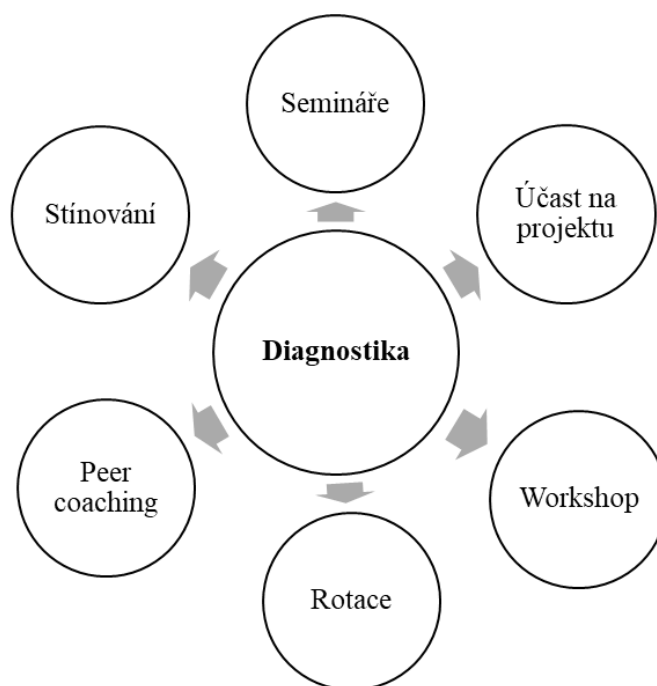 Semináře
Stínování
Účast na
projektu
Diagnostika
Peer
coaching
Workshop
Rotace